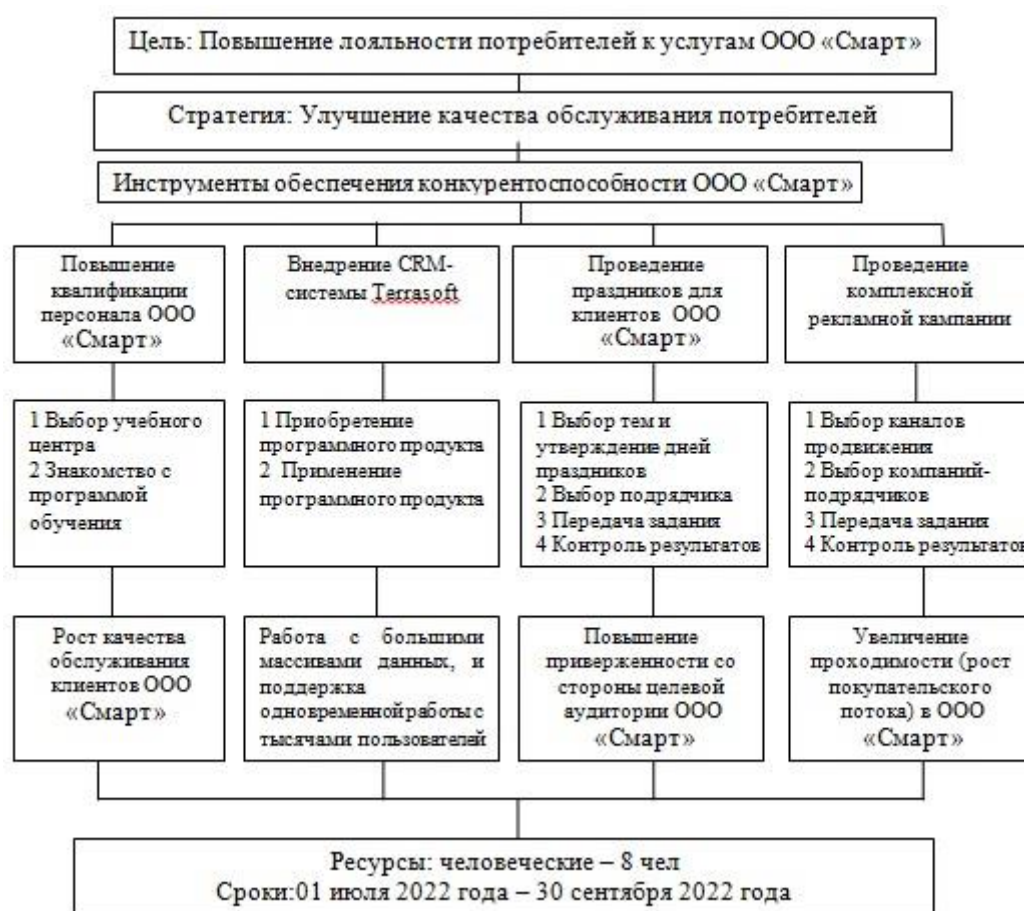 Цель: Повышение лояльности потребителей к услугам ООО «Смарт»
Стратегия: Улучшение качества обслуживания потребителей
Инструменты обеспечения конкурентоспособности ООО «Смарт»
Повышение
квалификации
персонала ООО
«Смарт»
Внедрение CRM-
системы Terrasoft
Проведение
праздников для
клиентов ООО
«Смарт»
Проведение
комплексной
рекламной кампании
1 Выбор учебного
центра
2 Знакомство с
программой
обучения
1 Приобретение
программного продукта
2 Применение
программного продукта
1 Выбор тем и
утверждение дней
праздников
2 Выбор подрядчика
3 Передача задания
4 Контроль результатов
1 Выбор каналов
продвижения
2 Выбор компаний-
подрядчиков
3 Передача задания
4 Контроль результатов
Рост качества
обслуживания
клиентов ООО
«Смарт»
Работа с большими
массивами данных, и
поддержка
одновременной работы с
тысячами пользователей
Повышение
приверженности со
стороны целевой
аудитории ООО
«Смарт»
Увеличение
проходимости (рост
покупательского
потока) в ООО
«Смарт»
Ресурсы: человеческие – 8 чел
Сроки:01 июля 2022 года – 30 сентября 2022 года